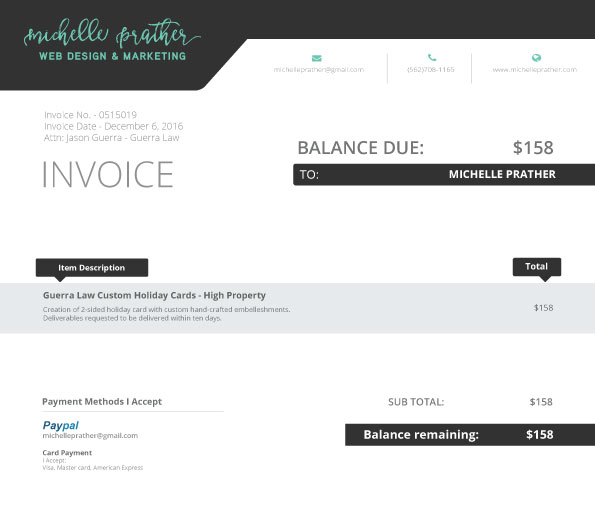 michelle prather
WEB DESIGN & MARKETING
michelleprather@gmail.com
(562)708-1165
www.michelleprather.com
Invoice No. - 0515019
Invoice Date - December 6, 2016
Attn: Jason Guerra - Guerra Law
INVOICE
BALANCE DUE: $158
TO: MICHELLE PRATHER
Item Description Total
Guerra Law Custom Holiday Cards - High Property
Creation of 2-sided holiday card with custom hand-crafted embelleshments.
Deliverables requested to be delivered within ten days.
$158
Payment Methods I Accept
Paypal
michelleprather@gmail.com
Card Payment
I Accept:
Visa, Master card, American Express
SUB TOTAL: $158
Balance remaining: $158